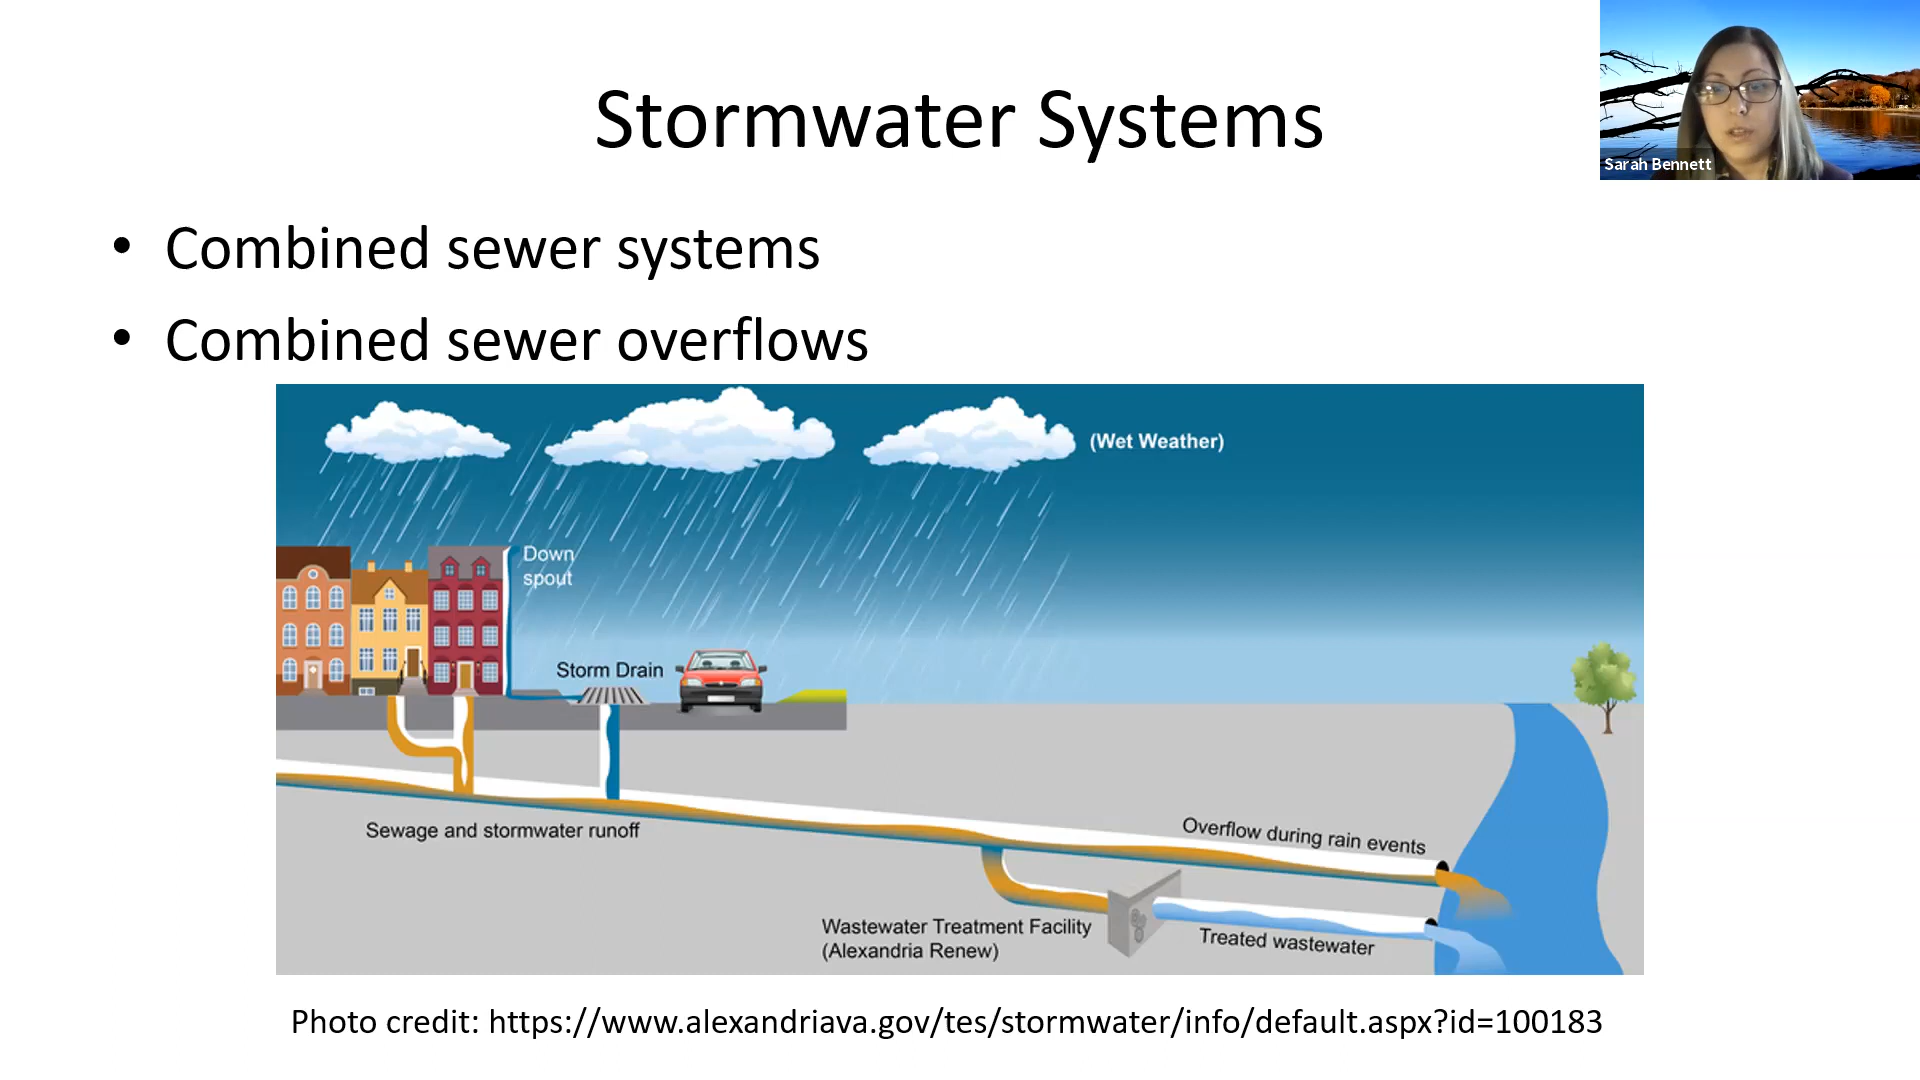 Stormwater Systems
Sarah Bennett
• Combined sewer systems
• Combined sewer overflows
(Wet Weather)
Down
spout
Storm Drain
Sewage and stormwater runoff
Overflow during rain events
Wastewater Treatment Facility
(Alexandria Renew)
Treated wastewater
Photo credit: https://www.alexandriava.gov/tes/stormwater/info/default.aspx?id=100183